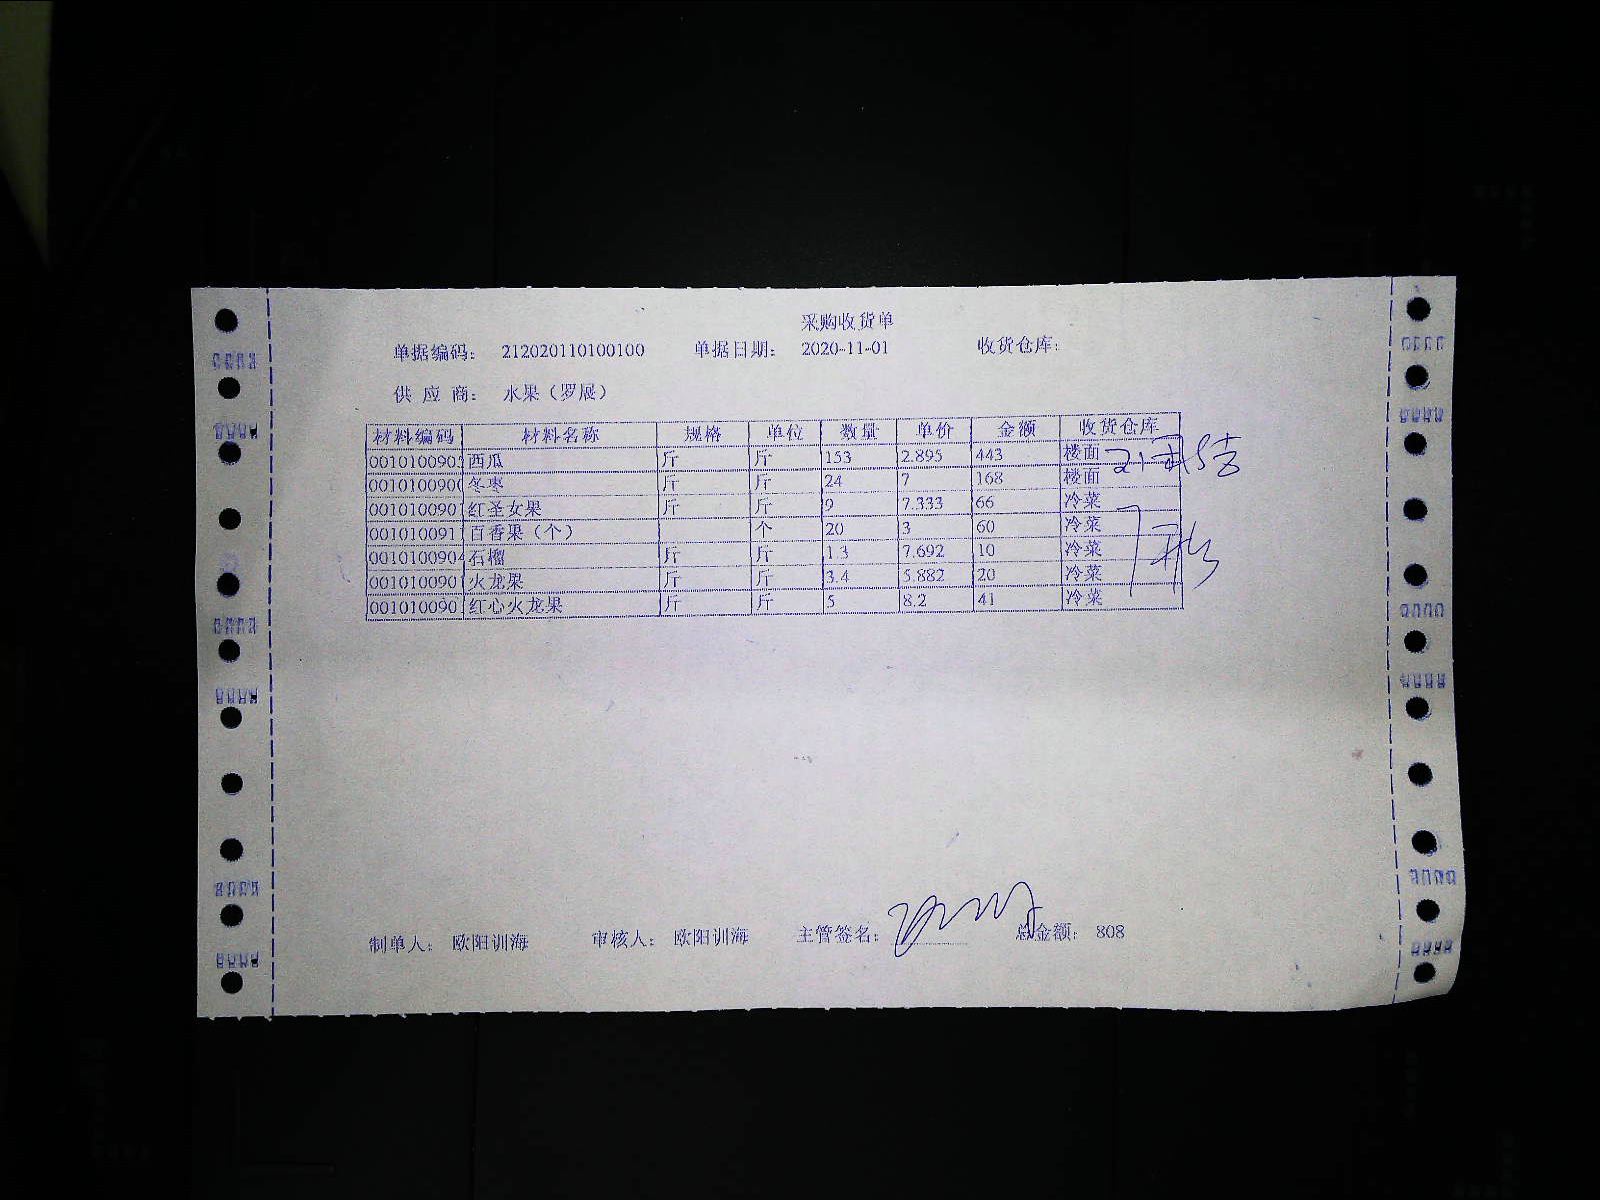 采购收货单
单据编码: 212020110100100 单据日期: 2020-11-01 收货仓库:
供 应 商: 水果（罗展）
材料编码 材料名称 规格 单位 数量 单价 金额 收货仓库
001010090 西瓜 斤 斤 153 2.895 443 楼面
001010090 冬枣 斤 斤 24 7 168 楼面
001010090 红圣女果 斤 斤 9 7.333 66 冷菜
001010091 百香果（个） 个 20 3 60 冷菜
001010090 石榴 斤 斤 1.3 7.692 10 冷菜
001010090 火龙果 斤 斤 3.4 5.882 20 冷菜
001010090 红心火龙果 斤 斤 5 8.2 41 冷菜
制单人: 欧阳训海 审核人: 欧阳训海 主管签名: 总金额: 808